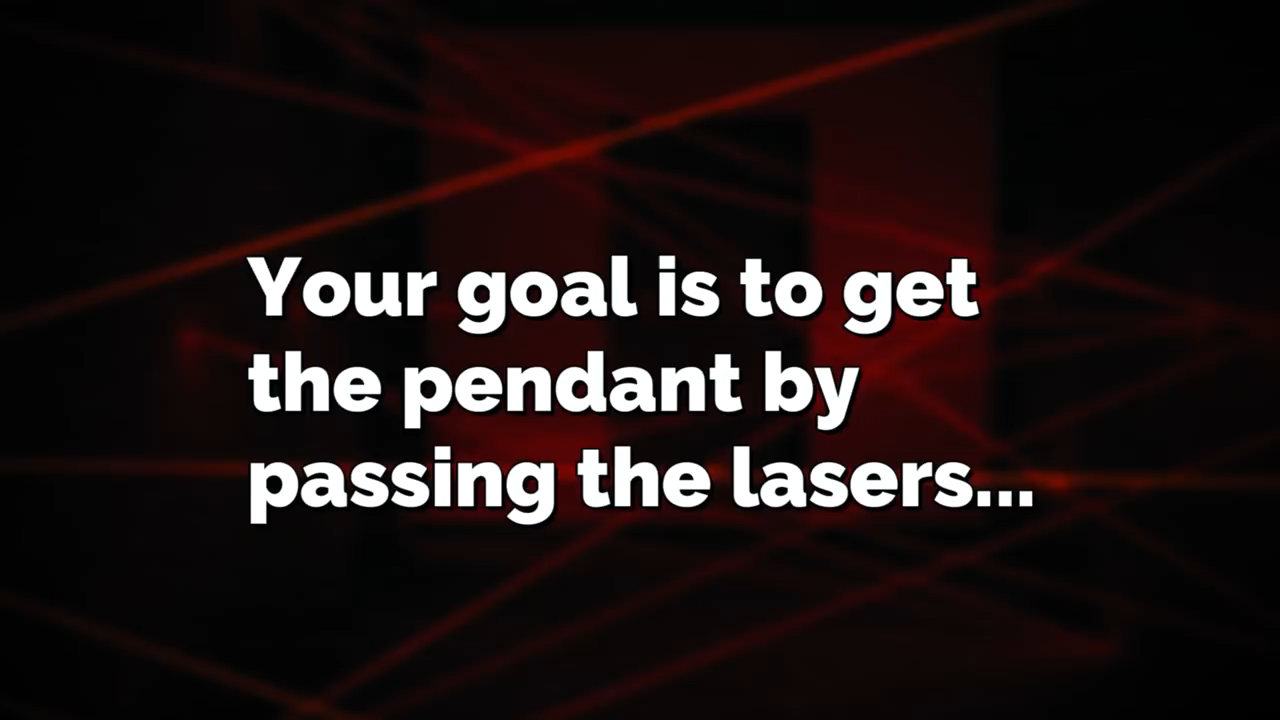 Your goal is to get
the pendant by
passing the lasers...